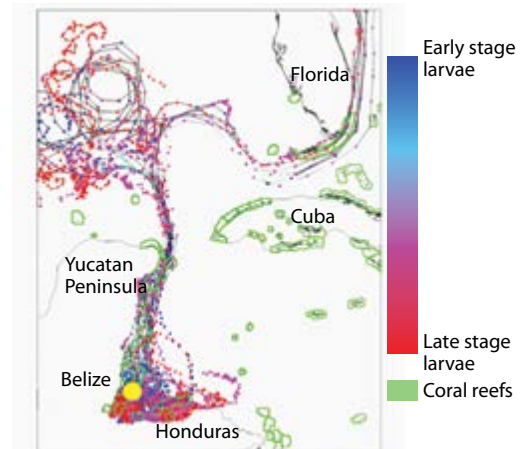 Early stage
larvae
Florida
Cuba
Yucatan
Peninsula
Late stage
larvae
Belize
Coral reefs
Honduras